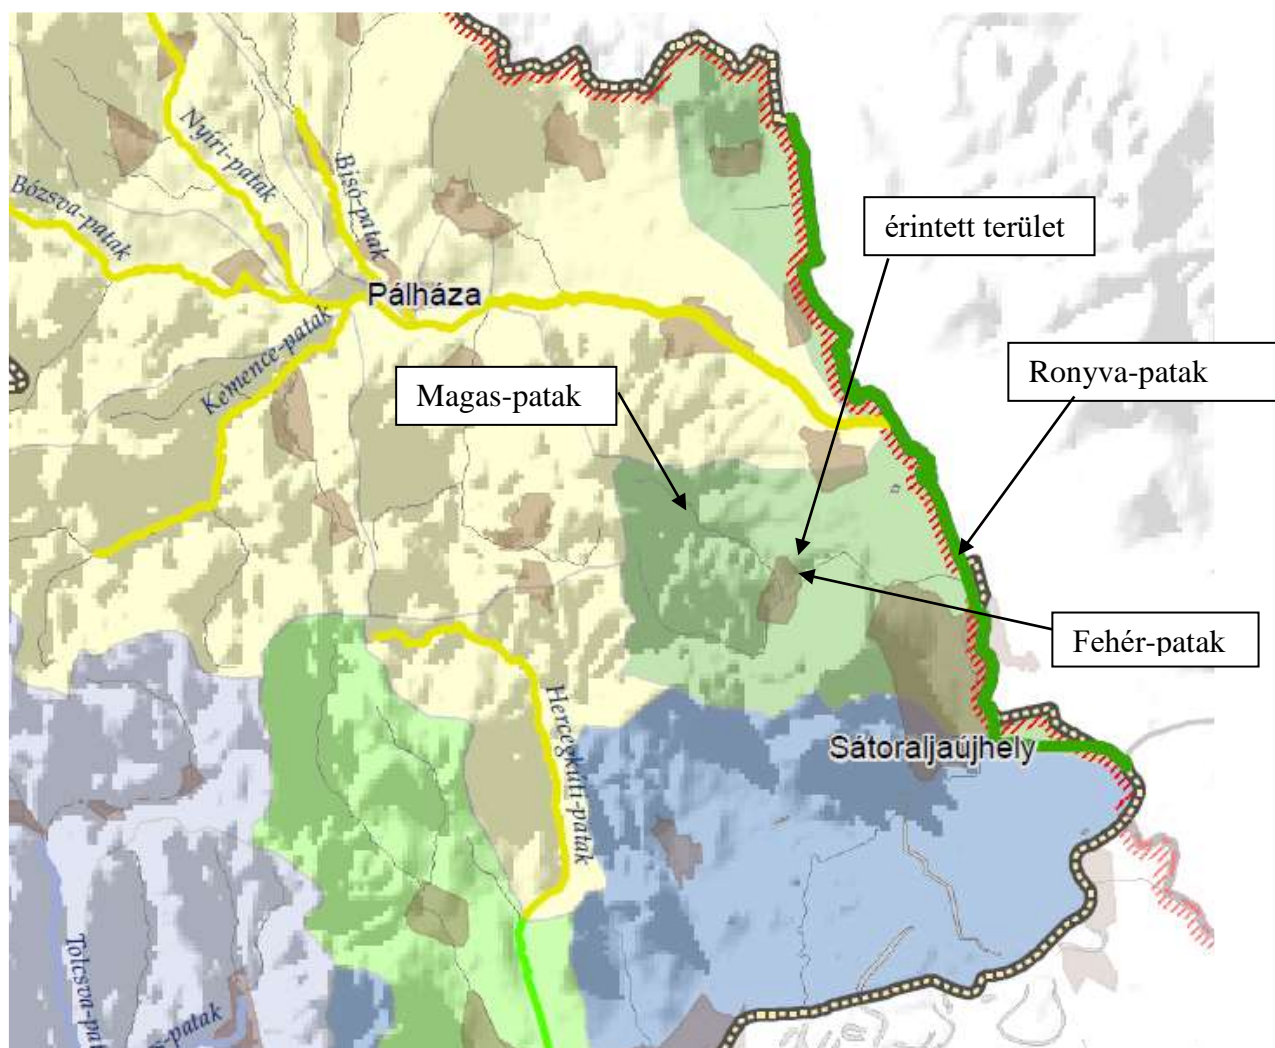 Nyíri-patak
Bisó-patak
Bózsva-patak
érintett terület
Pálháza
Kemence-patak
Magas-patak
Ronyva-patak
Fehér-patak
Hercegkúti-patak
Sátoraljaújhely
Tolcsva-pat
s-patak